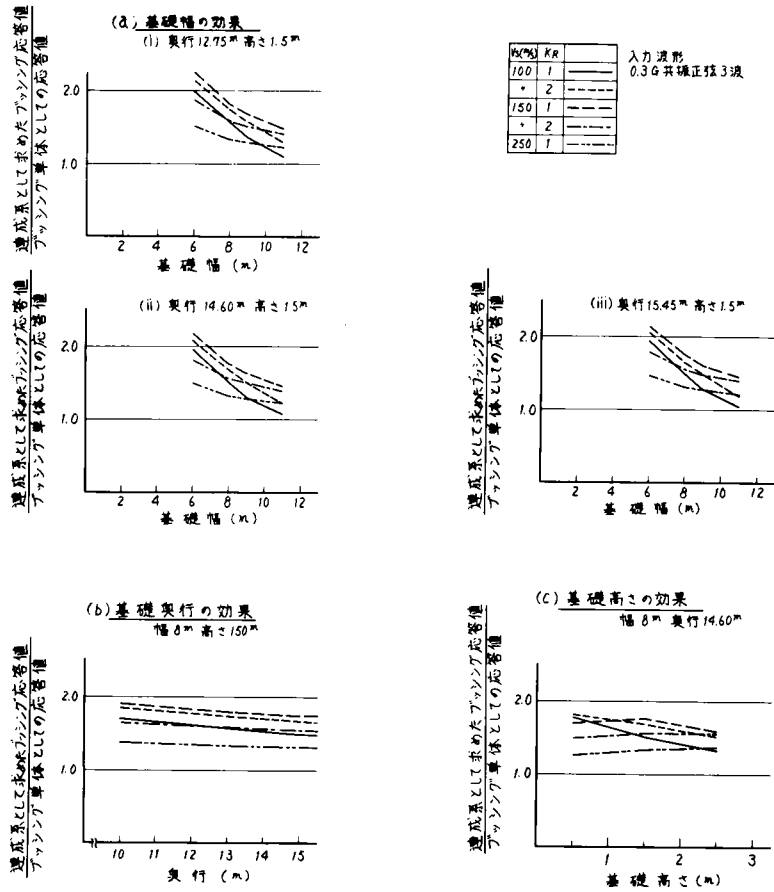 (a) 基礎幅の効果
(i) 奥行12.75m 高さ1.5m
連成系として求めたブッシング応答値
ブッシング単体としての応答値
2.0
1.0
2 4 6 8 10 12
基礎幅 (m)
Vs(m/s) KR
100 1
〃 2
150 1
〃 2
250 1
入力波形
0.3G共振正弦3波
(ii) 奥行 14.60m 高さ1.5m
連成系として求めたブッシング応答値
ブッシング単体としての応答値
2.0
1.0
2 4 6 8 10 12
基礎幅 (m)
(iii) 奥行15.45m 高さ1.5m
連成系として求めたブッシング応答値
ブッシング単体としての応答値
2.0
1.0
2 4 6 8 10 12
基礎幅 (m)
(b) 基礎奥行の効果
幅8m 高さ150m
連成系として求めたブッシング応答値
ブッシング単体としての応答値
2.0
1.0
10 11 12 13 14 15
奥行 (m)
(C) 基礎高さの効果
幅8m 奥行14.60m
連成系として求めたブッシング応答値
ブッシング単体としての応答値
2.0
1.0
1 2 3
基礎高さ (m)